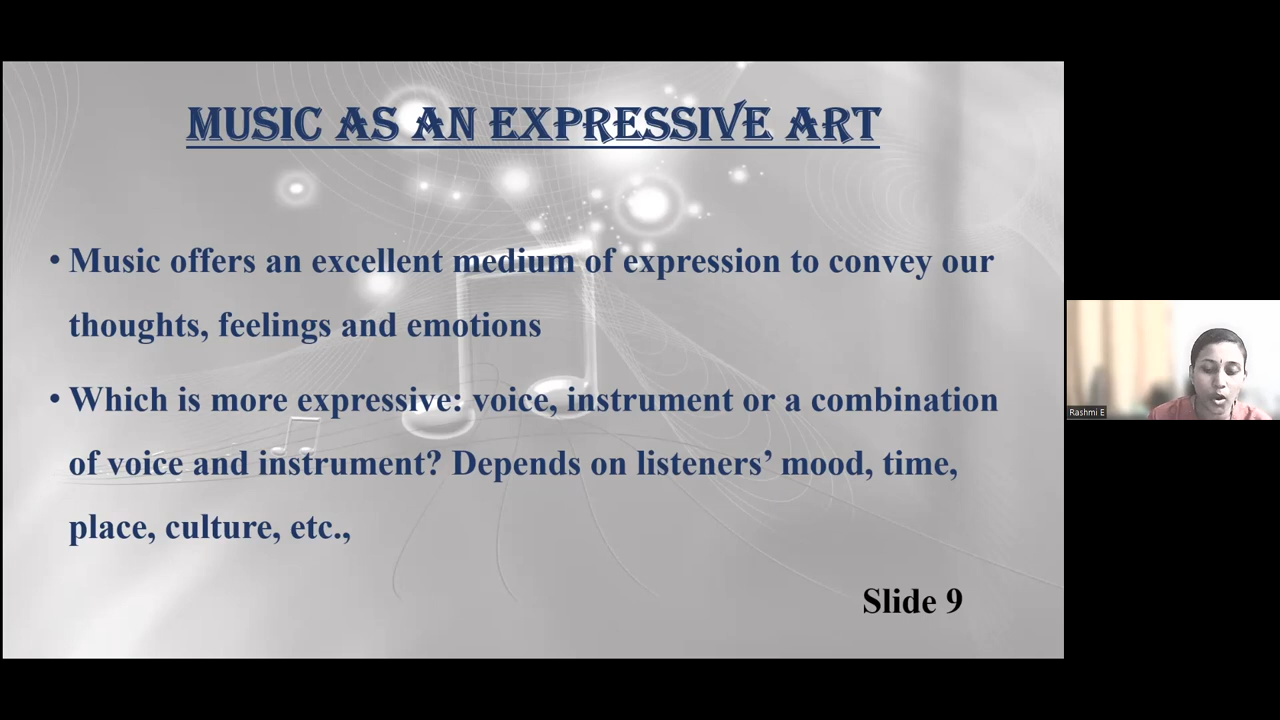 MUSIC AS AN EXPRESSIVE ART
• Music offers an excellent medium of expression to convey our
thoughts, feelings and emotions
• Which is more expressive: voice, instrument or a combination
of voice and instrument? Depends on listeners’ mood, time,
place, culture, etc.,
Slide 9
Rashmi E